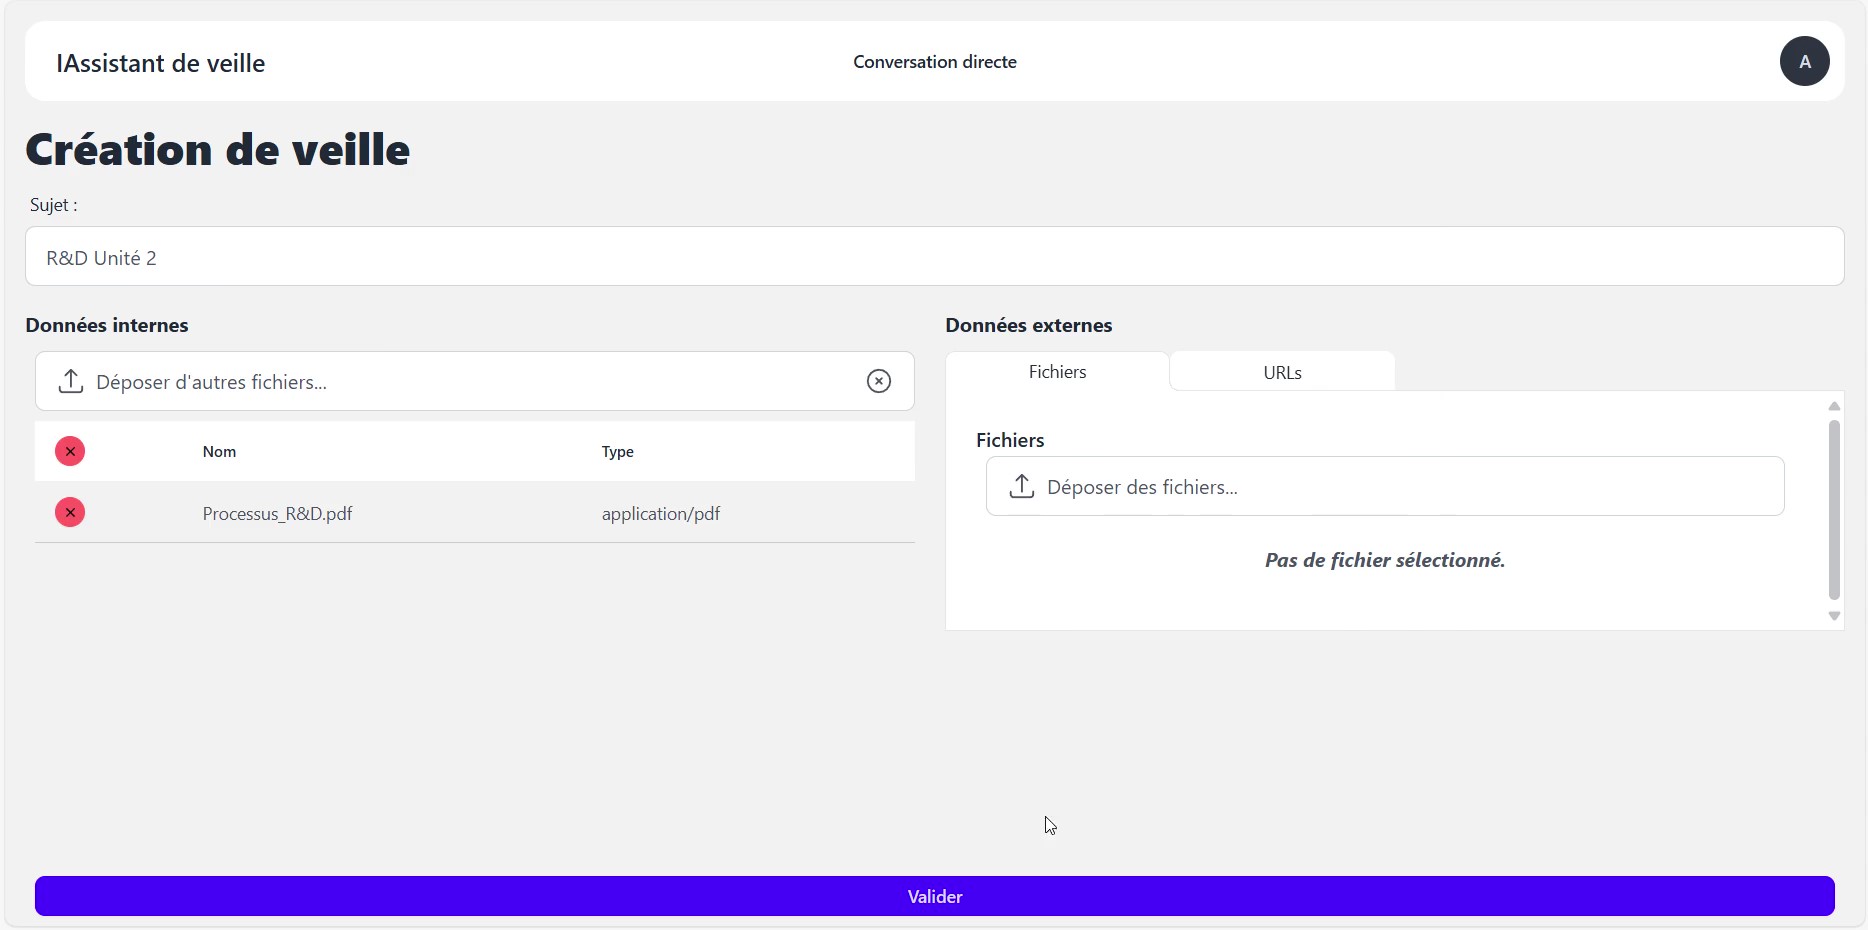 IAssistant de veille
Conversation directe
A
Création de veille
Sujet :
R&D Unité 2
Données internes
Déposer d'autres fichiers...
Nom Type
Processus_R&D.pdf application/pdf
Données externes
Fichiers URLs
Fichiers
Déposer des fichiers...
Pas de fichier sélectionné.
Valider